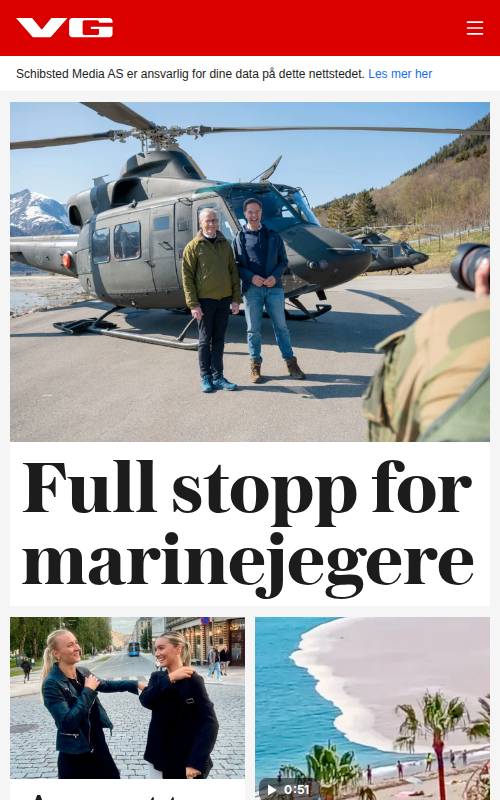 VG
Schibsted Media AS er ansvarlig for dine data på dette nettstedet. Les mer her
Full stopp for
marinejegere
0:51